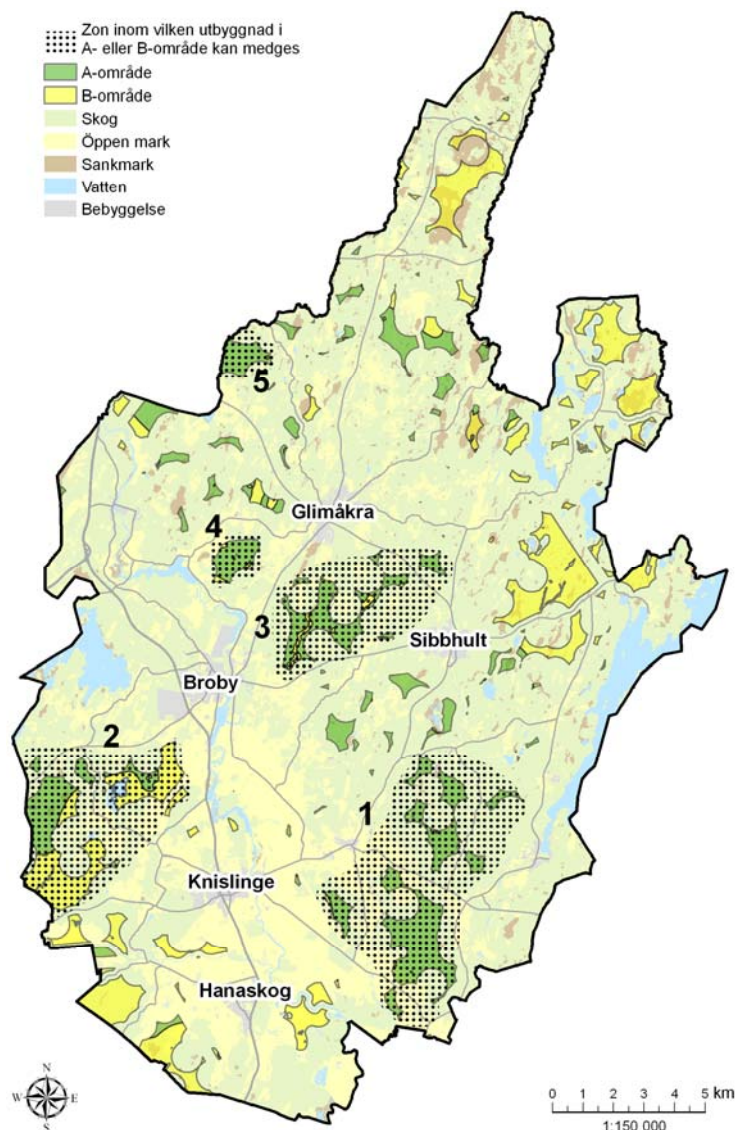 Zon inom vilken utbyggnad i
A- eller B-område kan medges
A-område
B-område
Skog
Öppen mark
Sankmark
Vatten
Bebyggelse
5
Glimåkra
4
3
Sibbhult
Broby
2
1
Knislinge
Hanaskog
N
W E
S
0 1 2 3 4 5 km
1:150 000